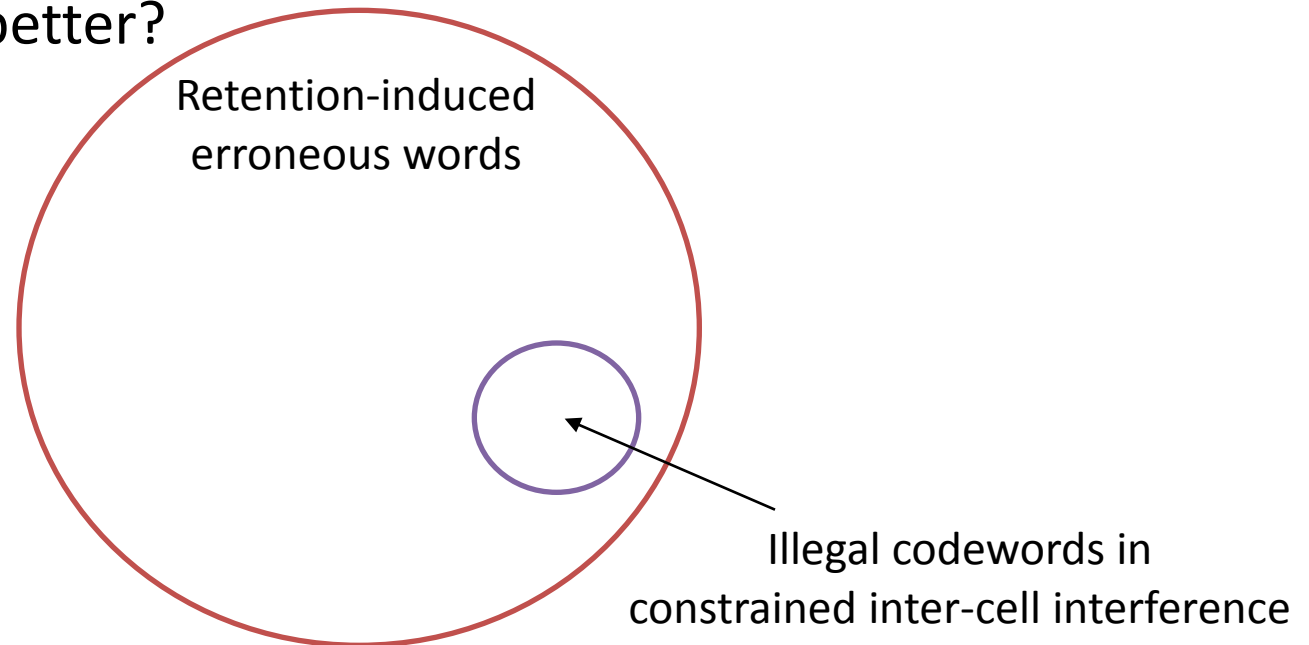 better?
Retention-induced
erroneous words
Illegal codewords in
constrained inter-cell interference